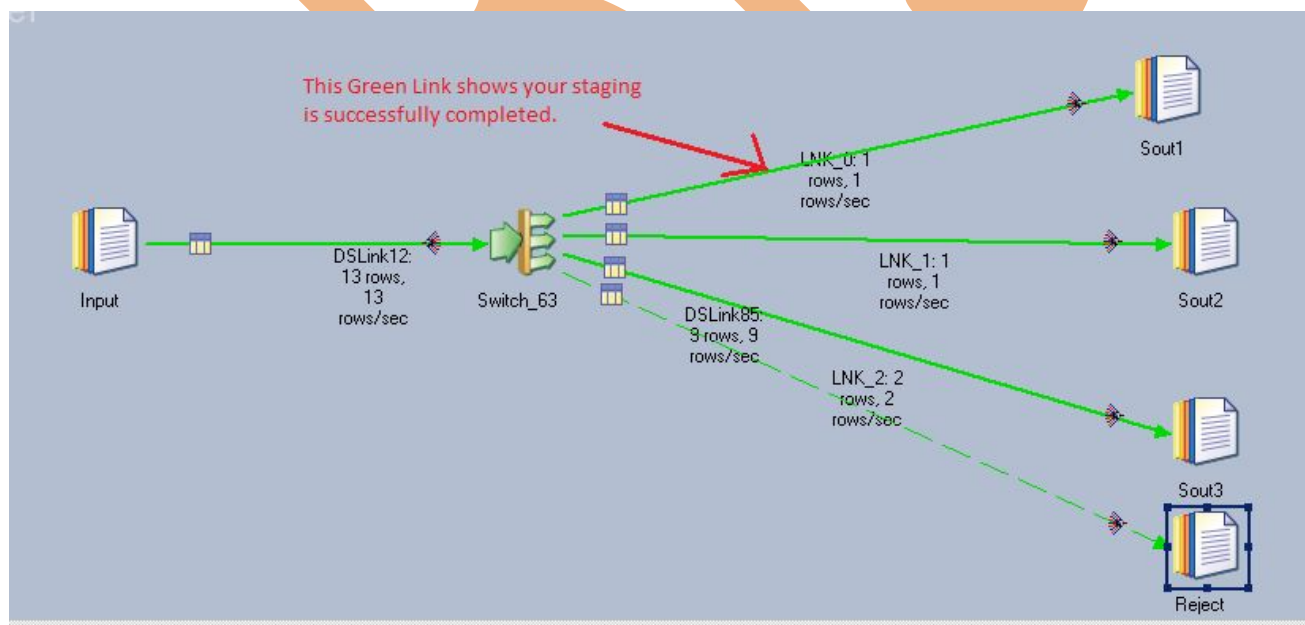 er
This Green Link shows your staging
is successfully completed.
Sout1
LNK_0: 1
rows, 1
rows/sec
Input
DSLink12:
13 rows,
13
rows/sec
Switch_63
LNK_1: 1
rows, 1
rows/sec
Sout2
DSLink85:
9 rows, 9
rows/sec
LNK_2: 2
rows, 2
rows/sec
Sout3
Reject